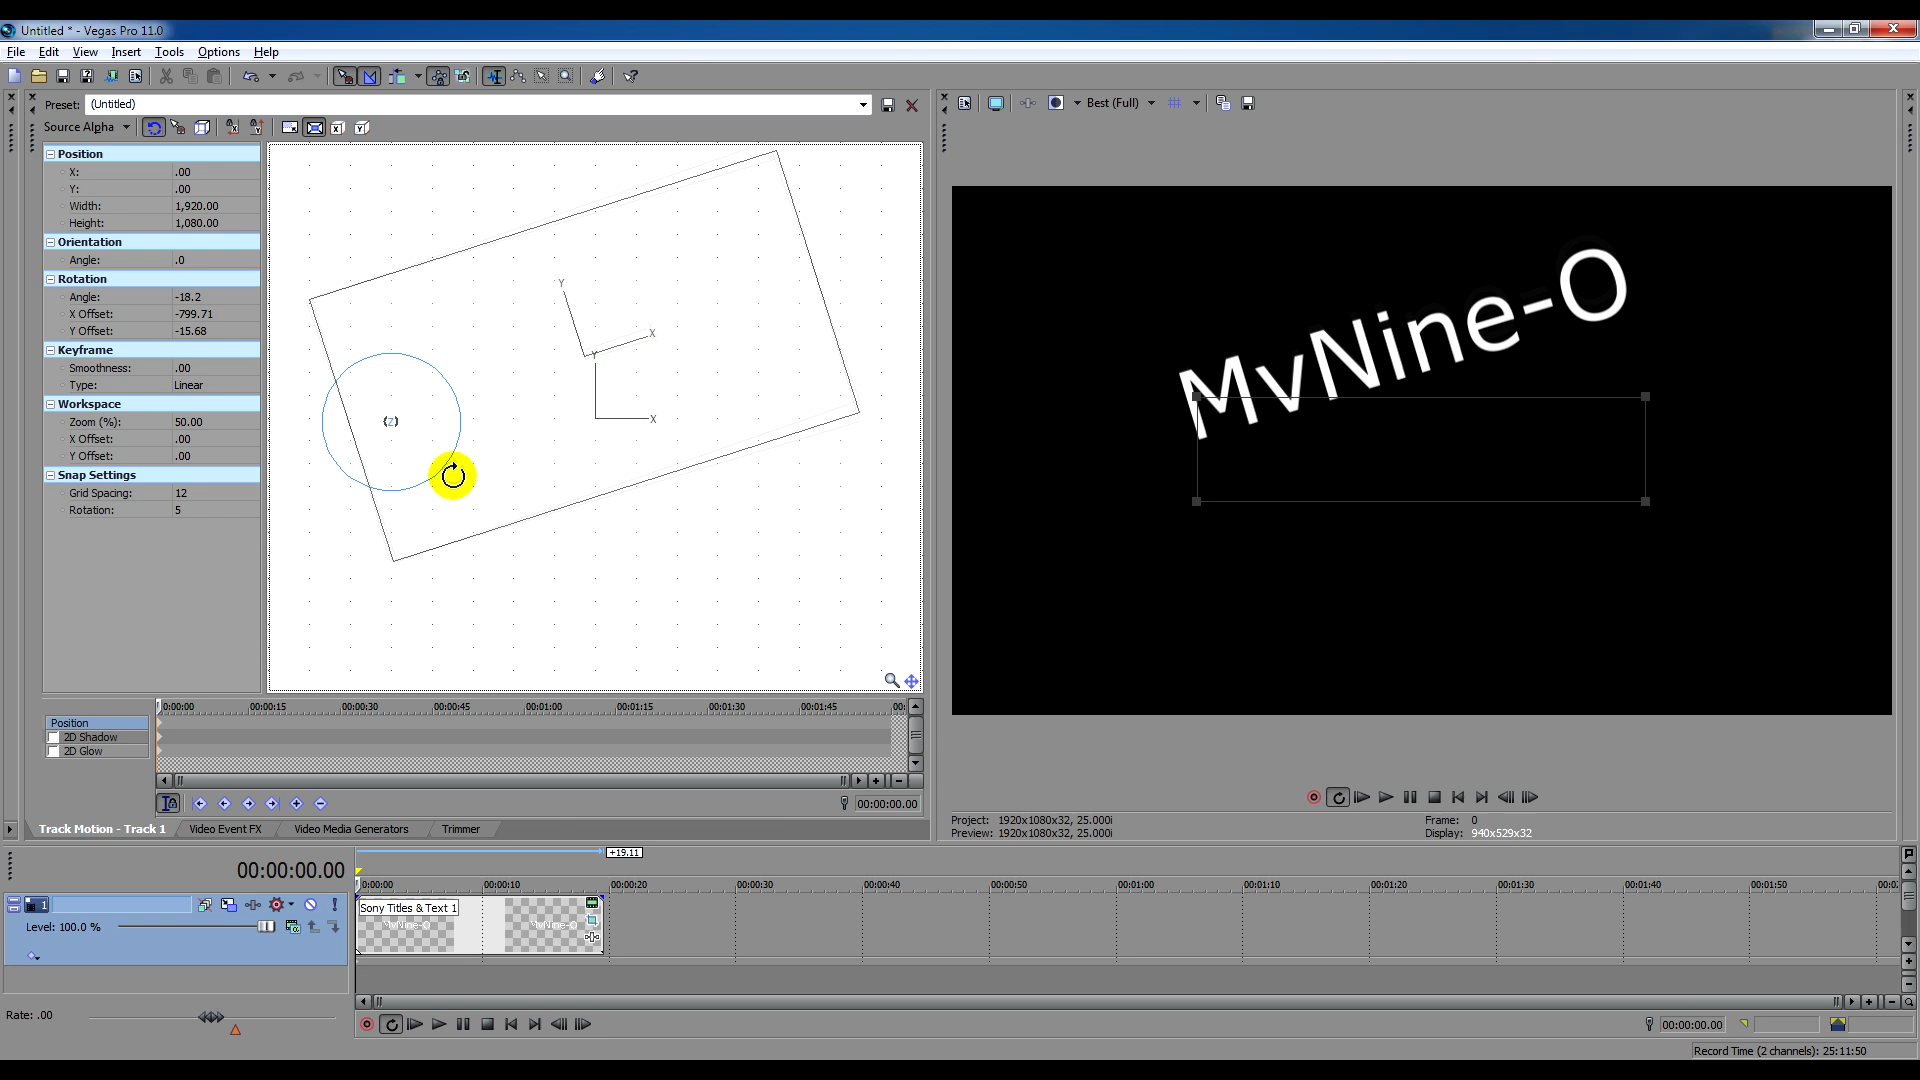 Untitled * - Vegas Pro 11.0
File Edit View Insert Tools Options Help
Preset: (Untitled)
Best (Full)
Source Alpha
Position
X: .00
Y: .00
Width: 1,920.00
Height: 1,080.00
Orientation
Angle: .0
Rotation
Angle: -18.2
X Offset: -799.71
Y Offset: -15.68
Keyframe
Smoothness: .00
Type: Linear
Workspace
Zoom (%): 50.00
X Offset: .00
Y Offset: .00
Snap Settings
Grid Spacing: 12
Rotation: 5
Y
X
Y
X
Z
MvNine-O
0:00:00 00:00:15 00:00:30 00:00:45 00:01:00 00:01:15 00:01:30 00:01:45 00:
Position
2D Shadow
2D Glow
00:00:00.00
Track Motion - Track 1 Video Event FX Video Media Generators Trimmer
Project: 1920x1080x32, 25.000i
Preview: 1920x1080x32, 25.000i
Frame: 0
Display: 940x529x32
00:00:00.00
+19.11
0:00:00 00:00:10 00:00:20 00:00:30 00:00:40 00:00:50 00:01:00 00:01:10 00:01:20 00:01:30 00:01:40 00:01:50 00:0
1
Level: 100.0 %
Sony Titles & Text 1
MvNine-O MvNine-O
Rate: .00
00:00:00.00
Record Time (2 channels): 25:11:50